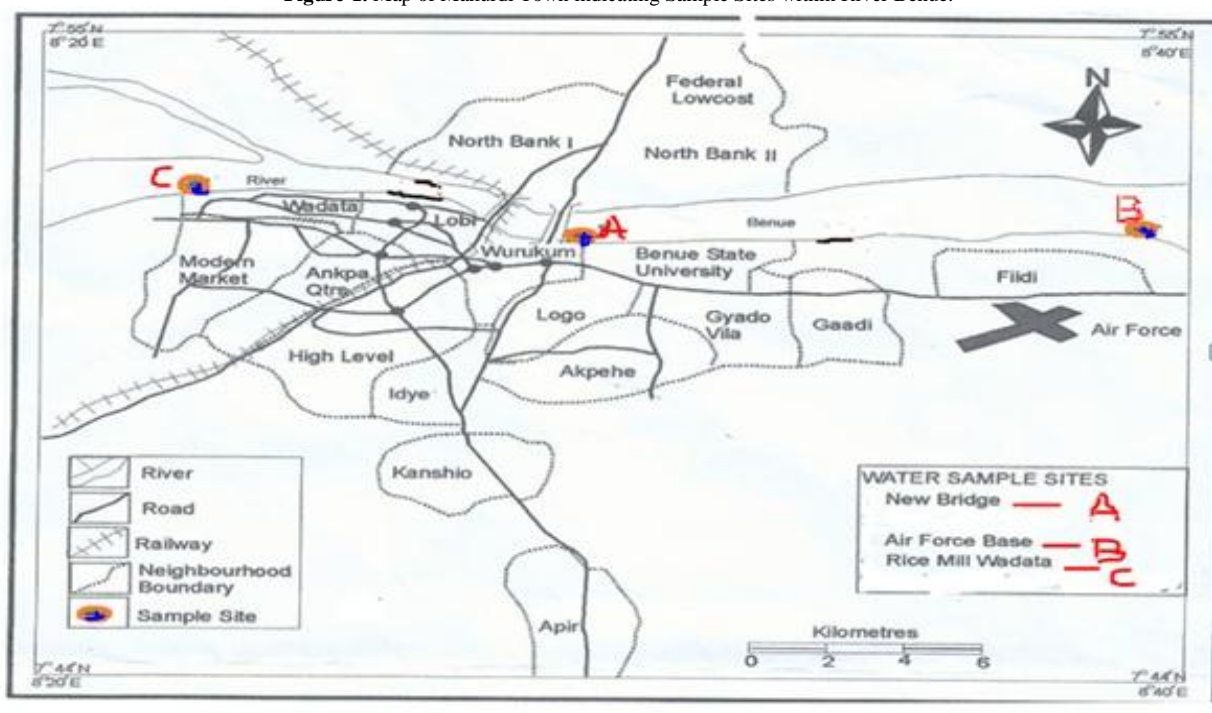 Figure 1. Map of Makurdi Town Indicating Sample Sites within River Benue.
7°55'N
8°20'E
7°55'N
8°40'E
N
Federal
Lowcost
North Bank I
North Bank II
C
River
Wadata
Lobi
A
Benue
B
Wurukum
Benue State
University
Modern
Market
Ankpa
Qtrs
Fiidi
Logo
Gyado
Vila
Gaadi
Air Force
High Level
Akpehe
Idye
Kanshio
Apir
River
Road
Railway
Neighbourhood
Boundary
Sample Site
WATER SAMPLE SITES
New Bridge — A
Air Force Base — B
Rice Mill Wadata — C
Kilometres
0 2 4 6
7°44'N
8°20'E
7°44'N
8°40'E